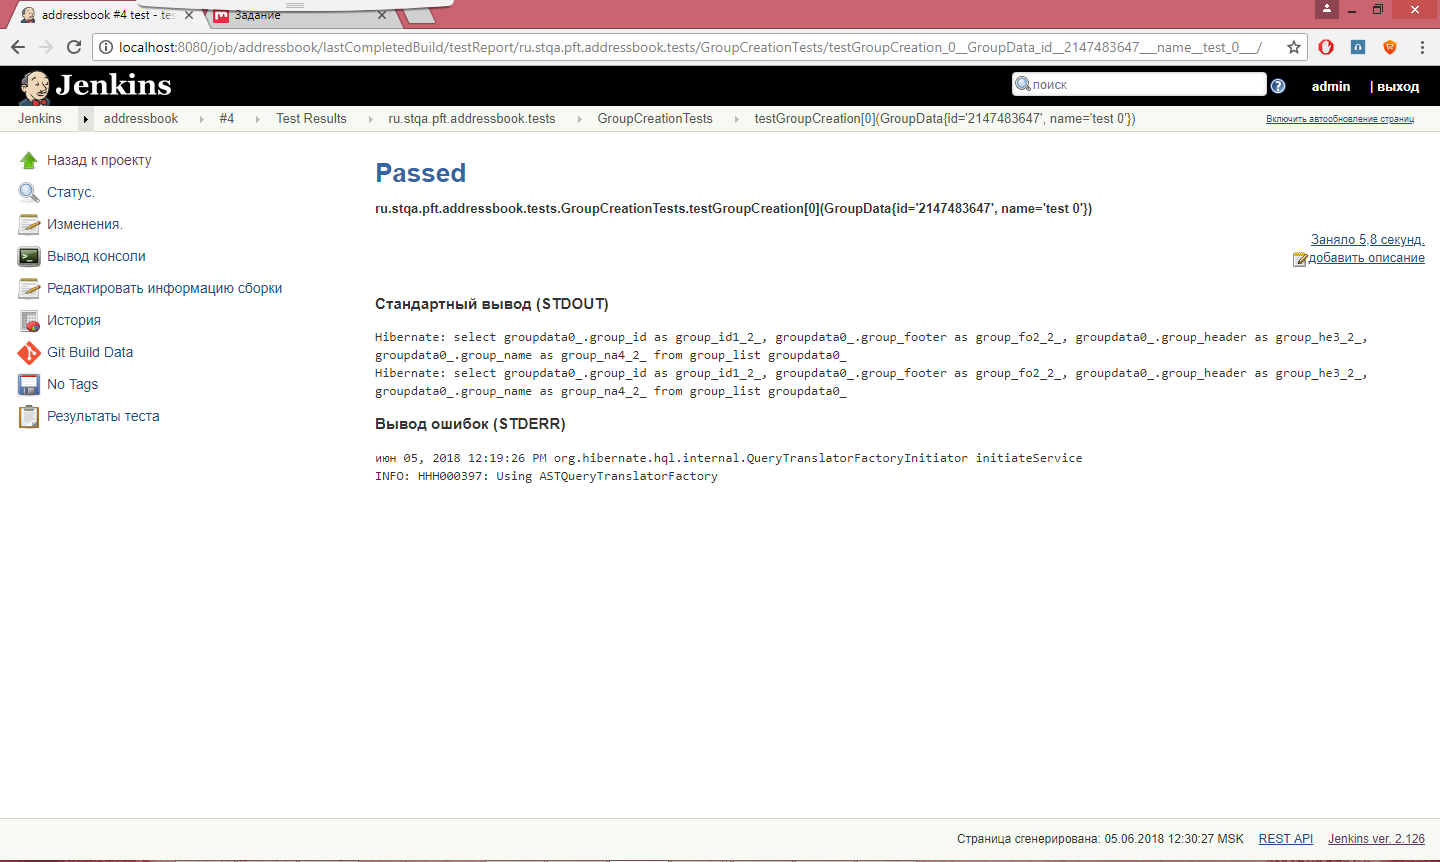 addressbook #4 test - tes
Задание
localhost:8080/job/addressbook/lastCompletedBuild/testReport/ru.stqa.pft.addressbook.tests/GroupCreationTests/testGroupCreation_0__GroupData_id__2147483647___name__test_0___/
Jenkins
поиск
admin
| выход
Jenkins
addressbook
#4
Test Results
ru.stqa.pft.addressbook.tests
GroupCreationTests
testGroupCreation[0](GroupData{id='2147483647', name='test 0'})
Включить автообновление страниц
Назад к проекту
Статус.
Изменения.
Вывод консоли
Редактировать информацию сборки
История
Git Build Data
No Tags
Результаты теста
Passed
ru.stqa.pft.addressbook.tests.GroupCreationTests.testGroupCreation[0](GroupData{id='2147483647', name='test 0'})
Заняло 5,8 секунд.
добавить описание
Стандартный вывод (STDOUT)
Hibernate: select groupdata0_.group_id as group_id1_2_, groupdata0_.group_footer as group_fo2_2_, groupdata0_.group_header as group_he3_2_,
groupdata0_.group_name as group_na4_2_ from group_list groupdata0_
Hibernate: select groupdata0_.group_id as group_id1_2_, groupdata0_.group_footer as group_fo2_2_, groupdata0_.group_header as group_he3_2_,
groupdata0_.group_name as group_na4_2_ from group_list groupdata0_
Вывод ошибок (STDERR)
июн 05, 2018 12:19:26 PM org.hibernate.hql.internal.QueryTranslatorFactoryInitiator initiateService
INFO: HHH000397: Using ASTQueryTranslatorFactory
Страница сгенерирована: 05.06.2018 12:30:27 MSK
REST API
Jenkins ver. 2.126